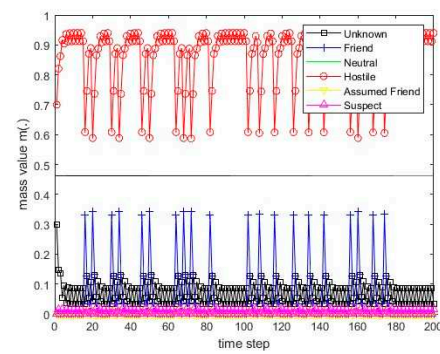 1
0.9
0.8
0.7
0.6
0.5
0.4
0.3
0.2
0.1
0
mass value m(.)
Unknown
Friend
Neutral
Hostile
Assumed Friend
Suspect
0 20 40 60 80 100 120 140 160 180 200
time step